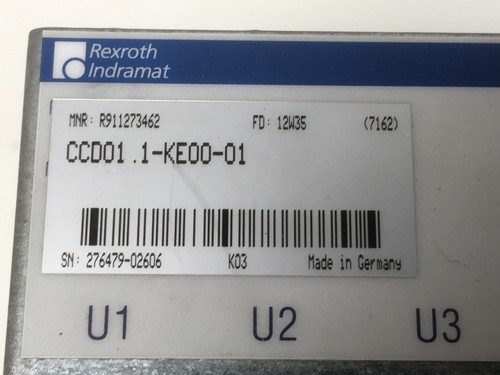 Rexroth
Indramat
MNR: R911273462 FD: 12W35 (7162)
CCD01.1-KE00-01
SN: 276479-02606 K03 Made in Germany
U1 U2 U3